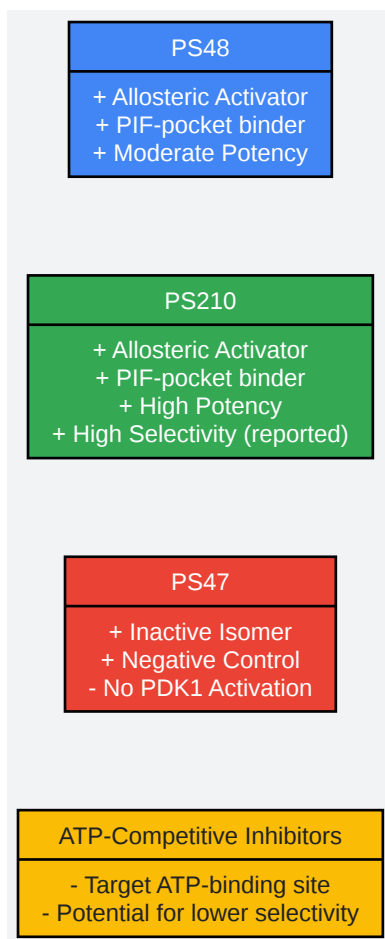 PS48
+ Allosteric Activator
+ PIF-pocket binder
+ Moderate Potency
PS210
+ Allosteric Activator
+ PIF-pocket binder
+ High Potency
+ High Selectivity (reported)
PS47
+ Inactive Isomer
+ Negative Control
- No PDK1 Activation
ATP-Competitive Inhibitors
- Target ATP-binding site
- Potential for lower selectivity